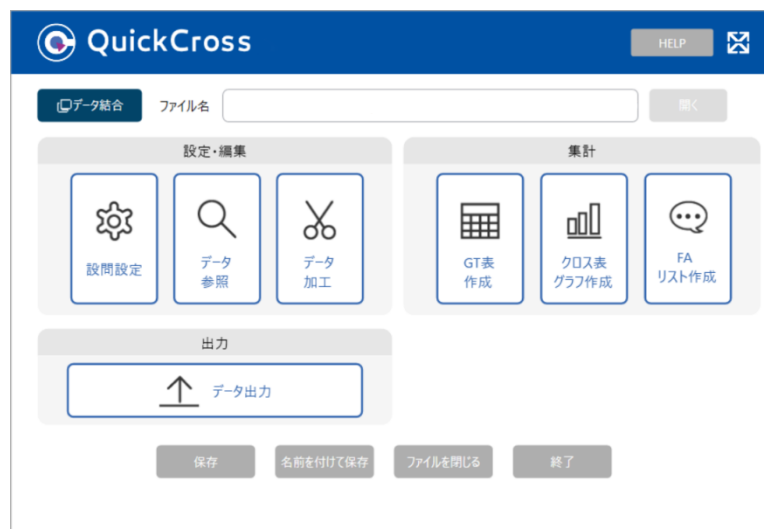 QuickCross
HELP
データ結合
ファイル名
開く
設定・編集
集計
設問設定
データ
参照
データ
加工
GT表
作成
クロス表
グラフ作成
FA
リスト作成
出力
データ出力
保存
名前を付けて保存
ファイルを閉じる
終了